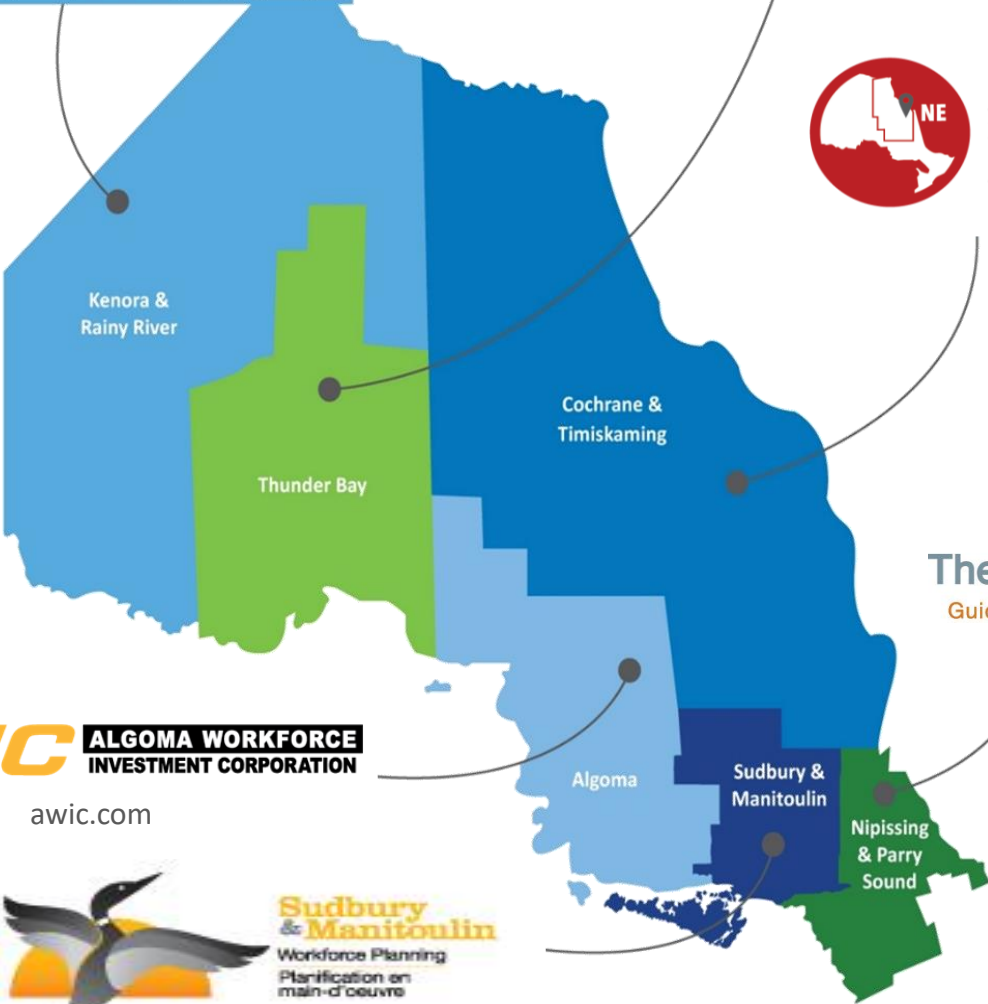 NE
Kenora &
Rainy River
Cochrane &
Timiskaming
Thunder Bay
The
ALGOMA WORKFORCE
INVESTMENT CORPORATION
awic.com
Algoma
Sudbury &
Manitoulin
Nipissing
& Parry
Sound
Sudbury
& Manitoulin
Workforce Planning
Planification en
main-d'oeuvre